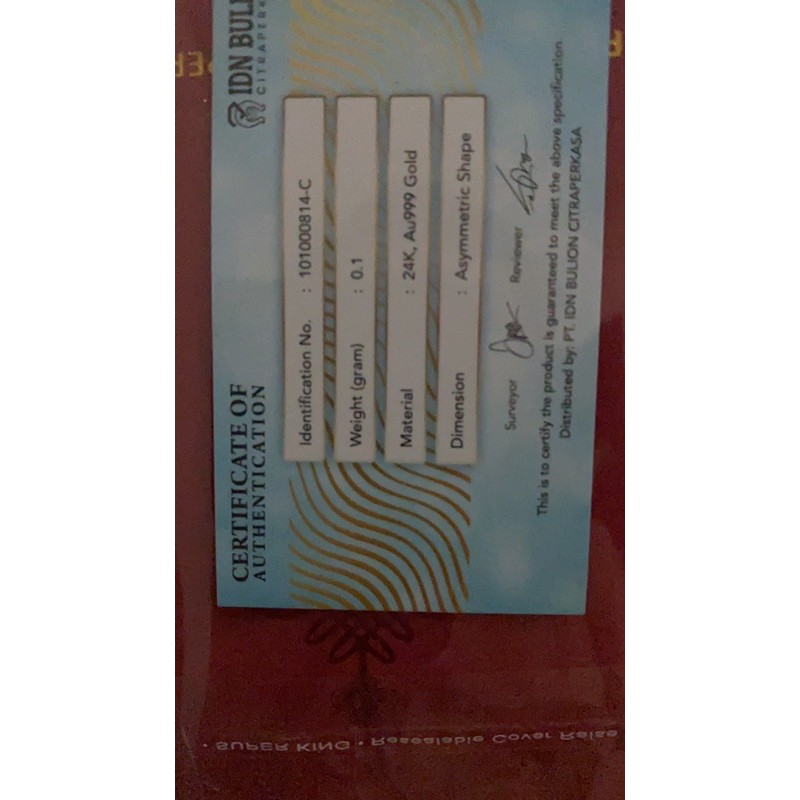 CERTIFICATE OF
AUTHENTICATION
IDN BULI
CITRAPERK
Identification No. : 101000814-C
Weight (gram) : 0.1
Material : 24K, Au999 Gold
Dimension : Asymmetric Shape
Surveyor Reviewer
This is to certify the product is guaranteed to meet the above specification
Distributed by: PT. IDN BULION CITRAPERKASA
• SUPER KING • Resealable Cover Raise